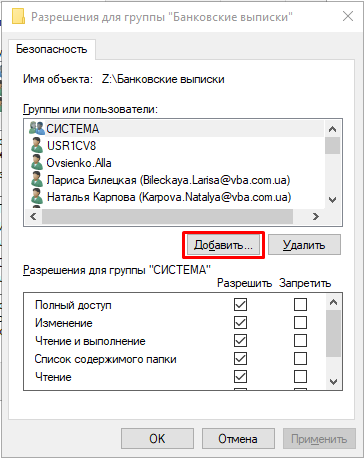 Разрешения для группы "Банковские выписки"
Безопасность
Имя объекта: Z:\Банковские выписки
Группы или пользователи:
СИСТЕМА
USR1CV8
Ovsienko.Alla
Лариса Билецкая (Bileckaya.Larisa@vba.com.ua)
Наталья Карпова (Karpova.Natalya@vba.com.ua)
Добавить... Удалить
Разрешения для группы "СИСТЕМА" Разрешить Запретить
Полный доступ
Изменение
Чтение и выполнение
Список содержимого папки
Чтение
OK Отмена Применить